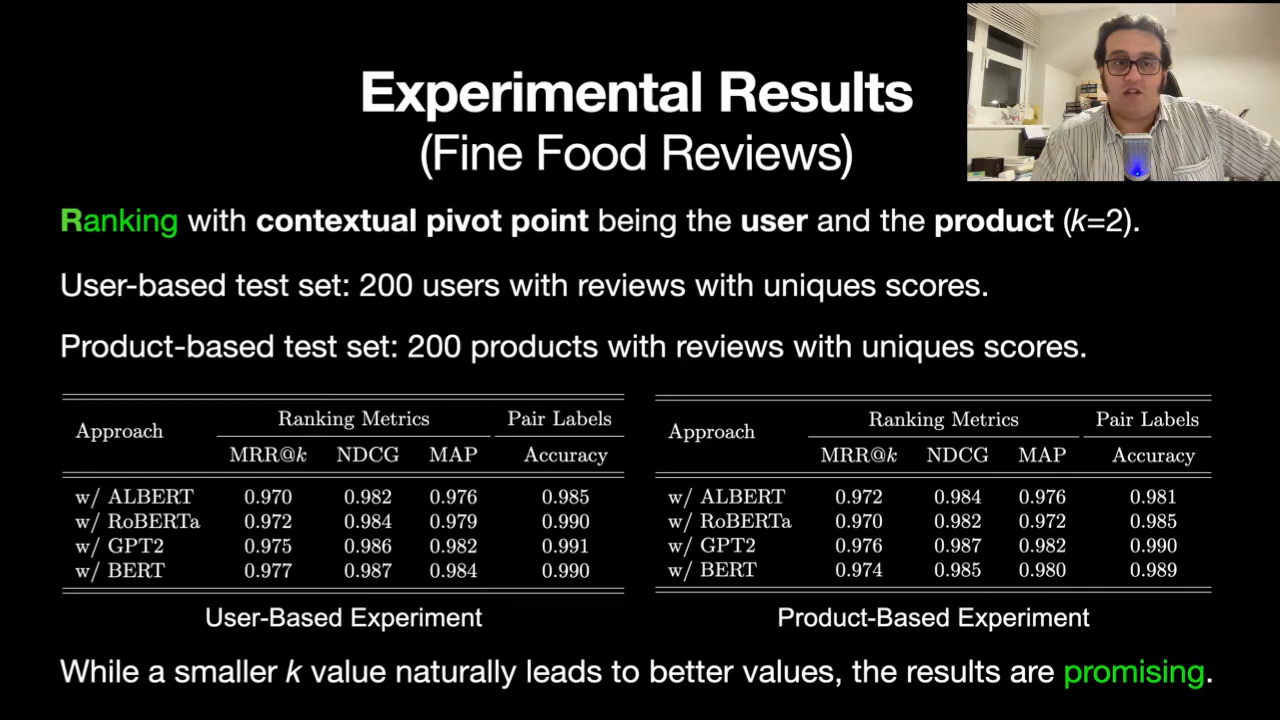 Experimental Results
(Fine Food Reviews)
Ranking with contextual pivot point being the user and the product (k=2).
User-based test set: 200 users with reviews with uniques scores.
Product-based test set: 200 products with reviews with uniques scores.
Approach Ranking Metrics Pair Labels
MRR@k NDCG MAP Accuracy
w/ ALBERT 0.970 0.982 0.976 0.985
w/ RoBERTa 0.972 0.984 0.979 0.990
w/ GPT2 0.975 0.986 0.982 0.991
w/ BERT 0.977 0.987 0.984 0.990
User-Based Experiment
Approach Ranking Metrics Pair Labels
MRR@k NDCG MAP Accuracy
w/ ALBERT 0.972 0.984 0.976 0.981
w/ RoBERTa 0.970 0.982 0.972 0.985
w/ GPT2 0.976 0.987 0.982 0.990
w/ BERT 0.974 0.985 0.980 0.989
Product-Based Experiment
While a smaller k value naturally leads to better values, the results are promising.